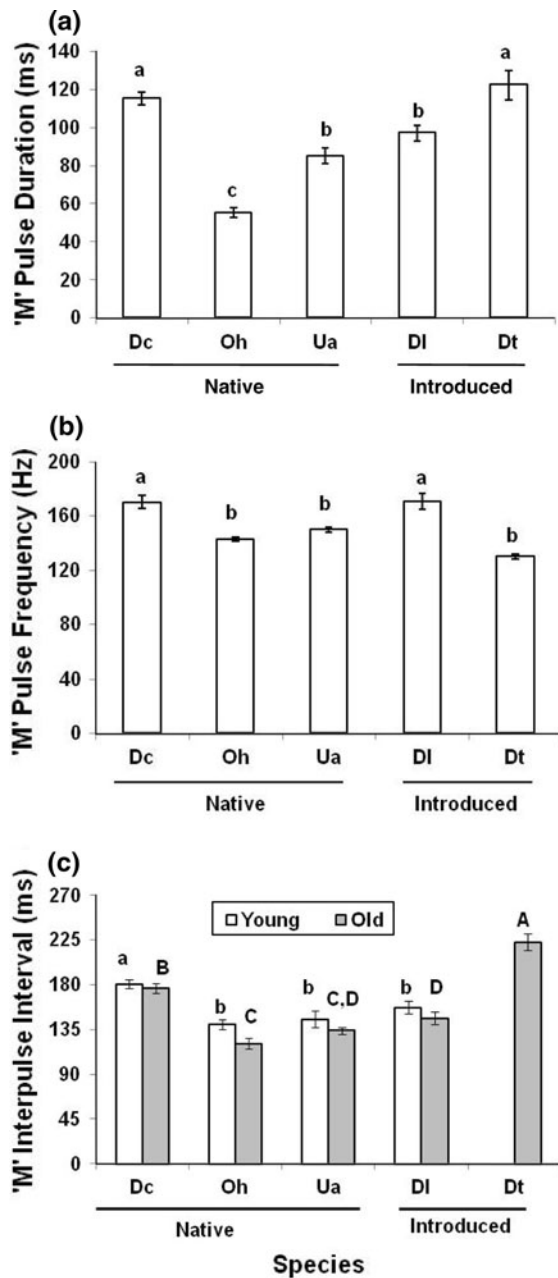 (a)
'M' Pulse Duration (ms)
140
120
100
80
60
40
20
0
a
c
b
b
a
Dc Oh Ua Dl Dt
Native Introduced
(b)
'M' Pulse Frequency (Hz)
200
160
120
80
40
0
a
b
b
a
b
Dc Oh Ua Dl Dt
Native Introduced
(c)
'M' Interpulse Interval (ms)
270
225
180
135
90
45
0
Young Old
a B b C b C,D b D A
Dc Oh Ua Dl Dt
Native Introduced
Species